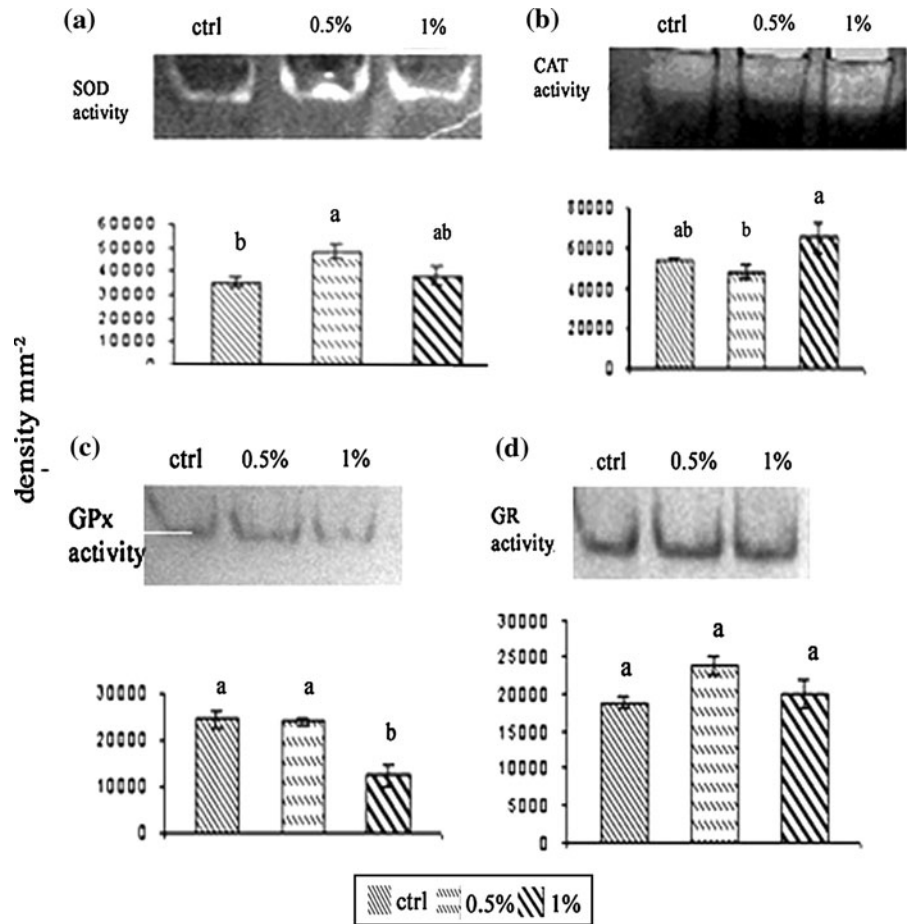 (a) ctrl 0.5% 1%
SOD
activity
60000
50000
40000
30000
20000
10000
0
b a ab
(b) ctrl 0.5% 1%
CAT
activity
80000
60000
40000
20000
0
ab b a
density mm-2
(c) ctrl 0.5% 1%
GPx
activity
30000
20000
10000
0
a a b
(d) ctrl 0.5% 1%
GR
activity
30000
25000
20000
15000
10000
5000
0
a a a
ctrl 0.5% 1%